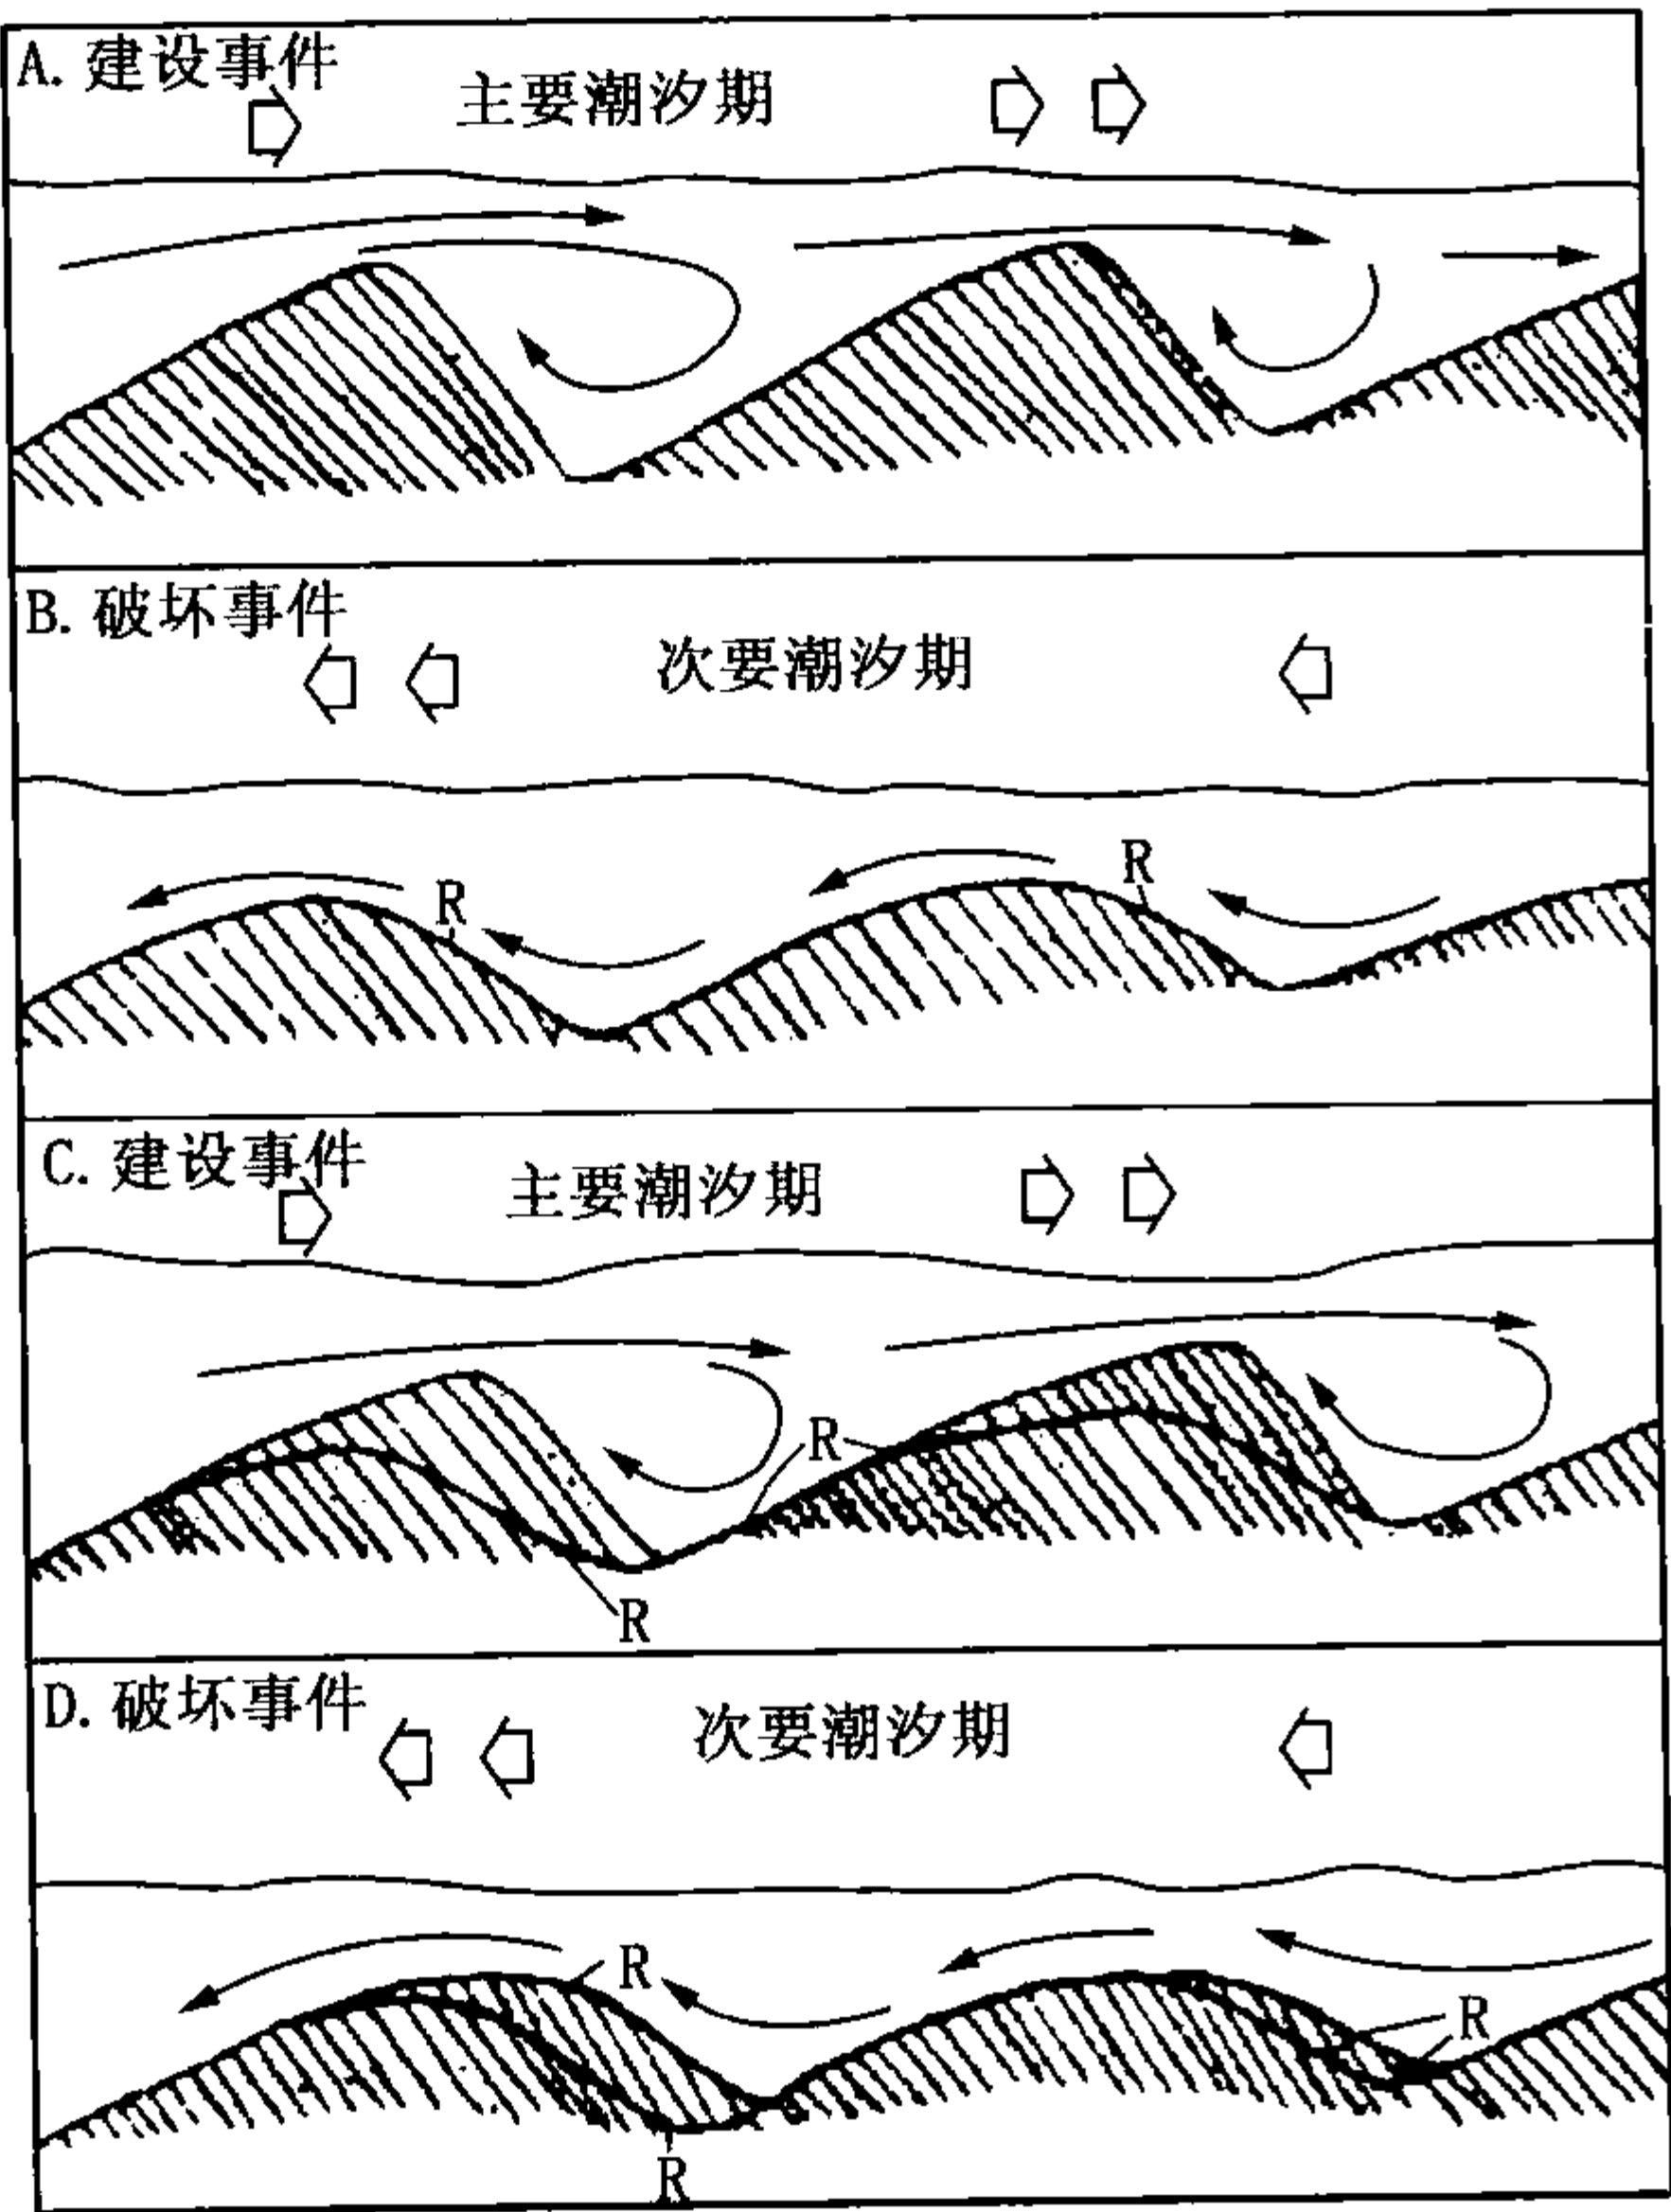 A. 建设事件
主要潮汐期
B. 破坏事件
次要潮汐期
R
R
C. 建设事件
主要潮汐期
R
R
D. 破坏事件
次要潮汐期
R
R
R